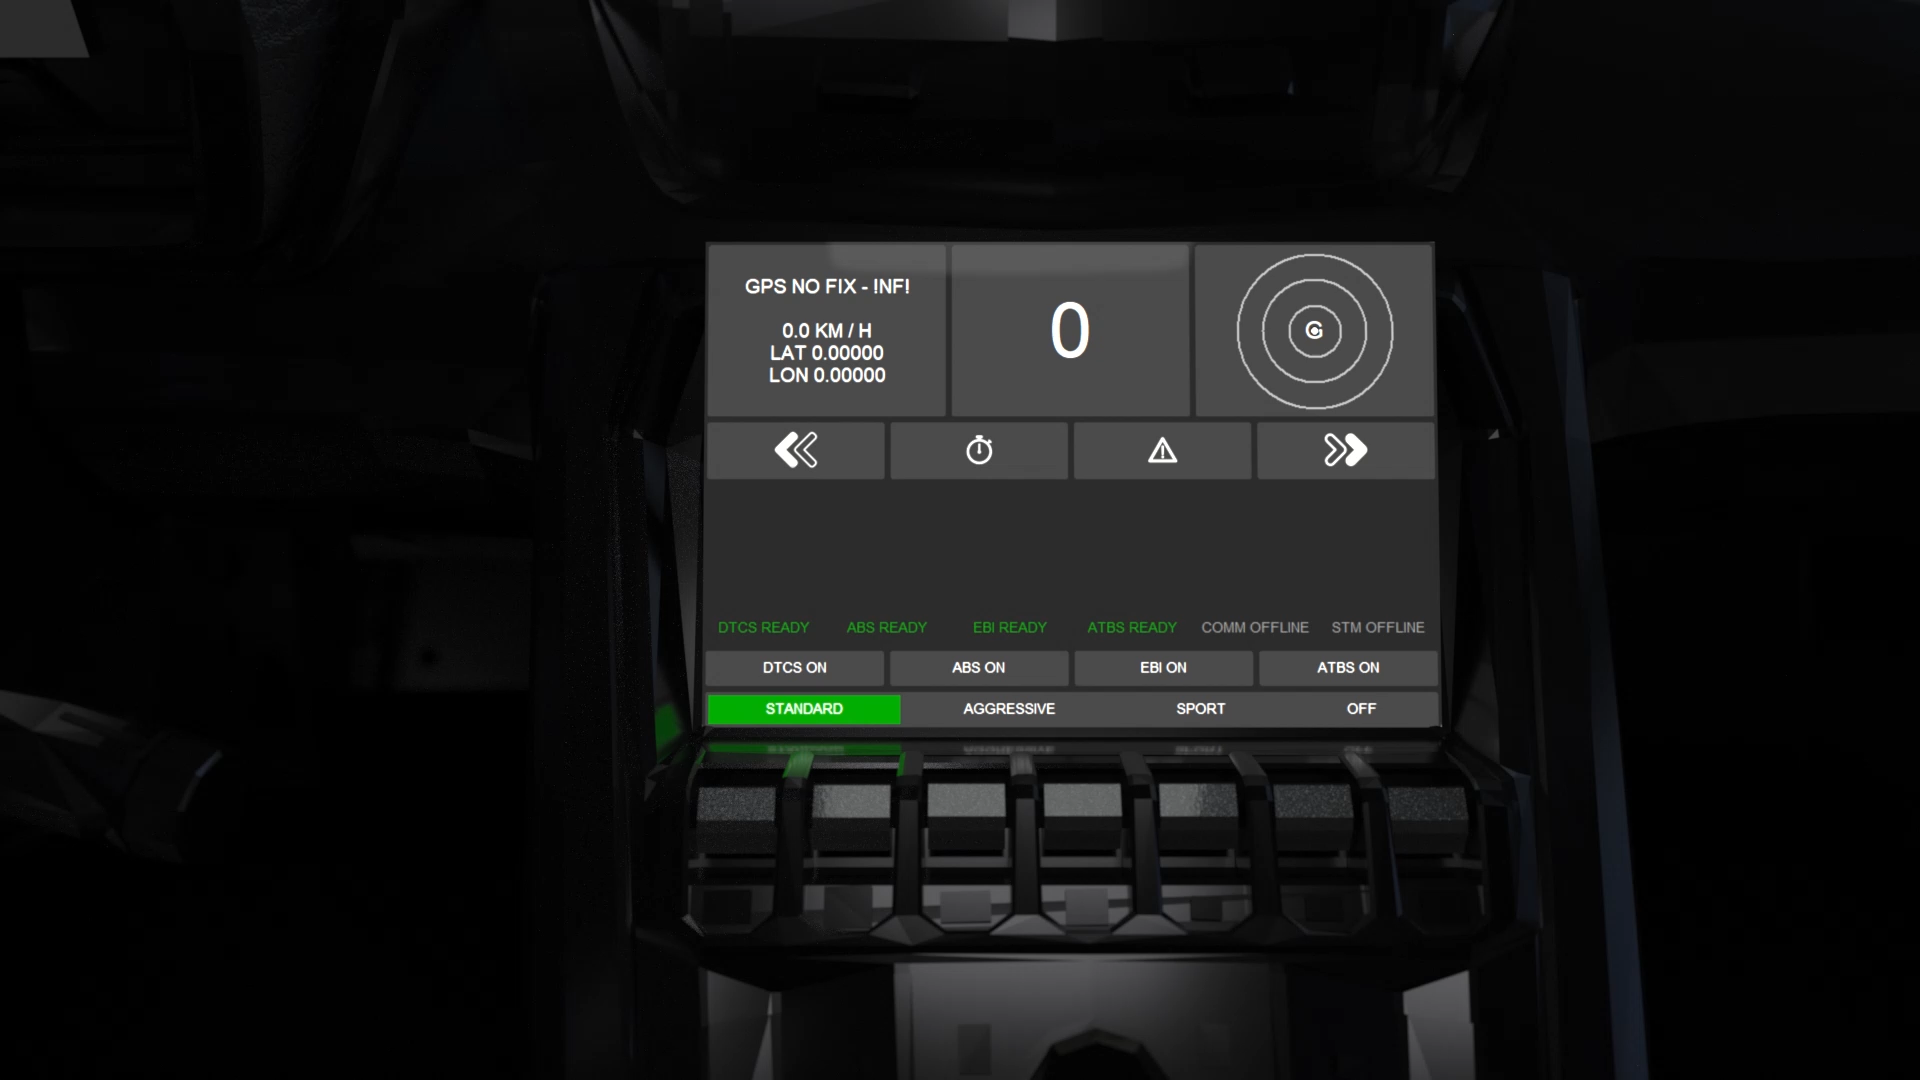 GPS NO FIX - !NF!
0.0 KM / H
LAT 0.00000
LON 0.00000
0
G
DTCS READY ABS READY EBI READY ATBS READY COMM OFFLINE STM OFFLINE
DTCS ON ABS ON EBI ON ATBS ON
STANDARD AGGRESSIVE SPORT OFF